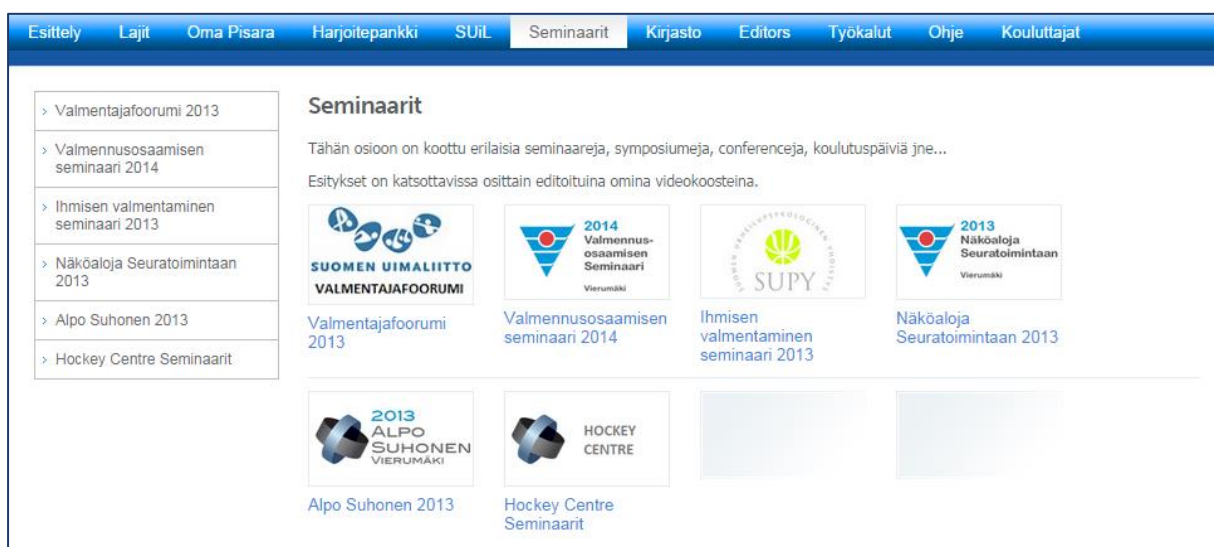 Esittely Lajit Oma Pisara Harjoitepankki SUiL Seminaarit Kirjasto Editors Työkalut Ohje Kouluttajat
Valmentajafoorumi 2013
Valmennusosaamisen
seminaari 2014
Ihmisen valmentaminen
seminaari 2013
Näköaloja Seuratoimintaan
2013
Alpo Suhonen 2013
Hockey Centre Seminaarit
Seminaarit
Tähän osioon on koottu erilaisia seminaareja, symposiumeja, conferenceja, koulutuspäiviä jne...
Esitykset on katsottavissa osittain editoituina omina videokoosteina.
SUOMEN UIMALIITTO
VALMENTAJAFOORUMI
Valmentajafoorumi
2013
2014
Valmennus-
osaamisen
Seminaari
Vierumäki
Valmennusosaamisen
seminaari 2014
SUOMEN URHEILUPSYKOLOGINEN YHDISTYS
SUPY
Ihmisen
valmentaminen
seminaari 2013
2013
Näköaloja
Seuratoimintaan
Vierumäki
Näköaloja
Seuratoimintaan 2013
2013
ALPO
SUHONEN
VIERUMÄKI
Alpo Suhonen 2013
HOCKEY
CENTRE
Hockey Centre
Seminaarit